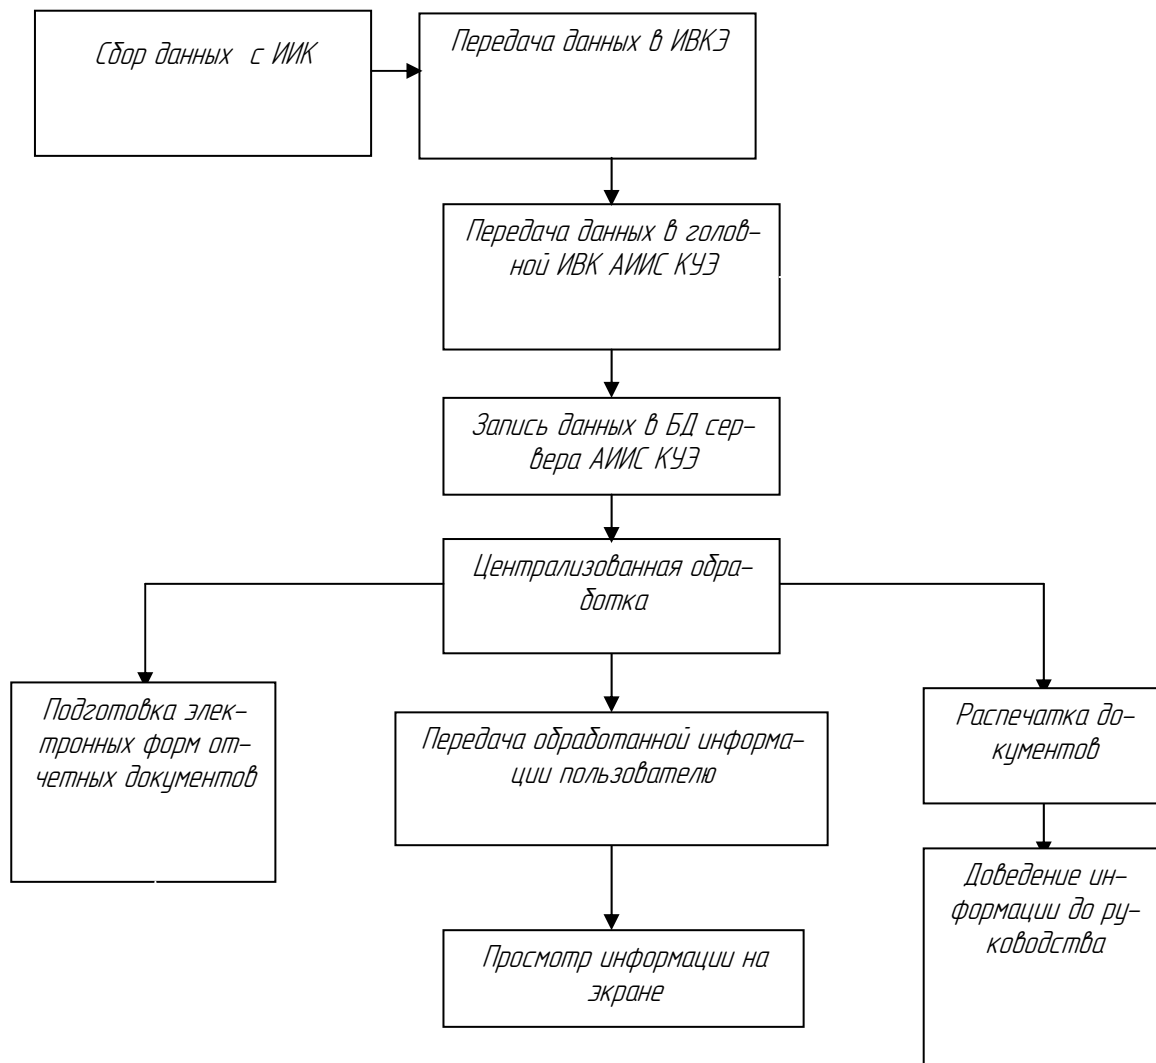 Сбор данных с ИИК
Передача данных в ИВКЭ
Передача данных в голов-
ной ИВК АИИС КУЭ
Запись данных в БД сер-
вера АИИС КУЭ
Централизованная обра-
ботка
Подготовка элек-
тронных форм от-
четных документов
Передача обработанной информа-
ции пользователю
Распечатка до-
кументов
Просмотр информации на
экране
Доведение ин-
формации до ру-
ководства